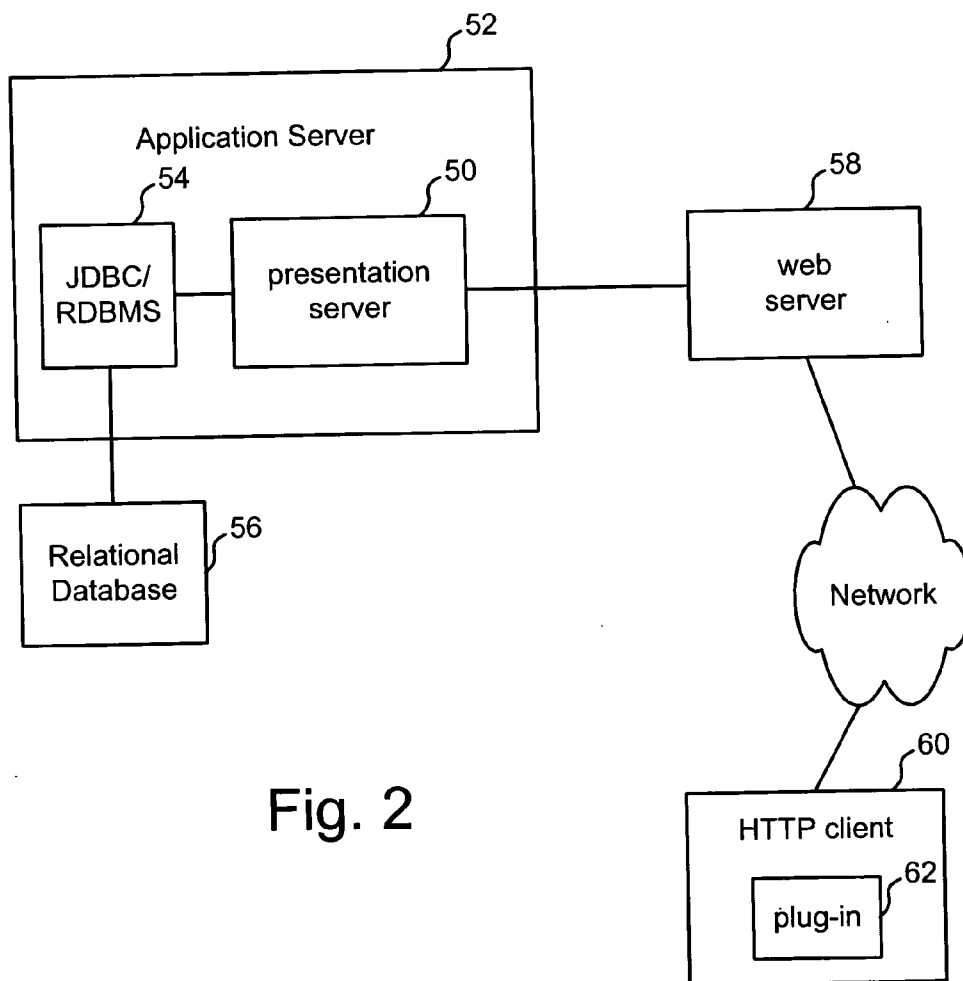 52
Application Server
54
50
58
JDBC/
RDBMS
presentation
server
web
server
56
Relational
Database
Network
60
Fig. 2
HTTP client
62
plug-in